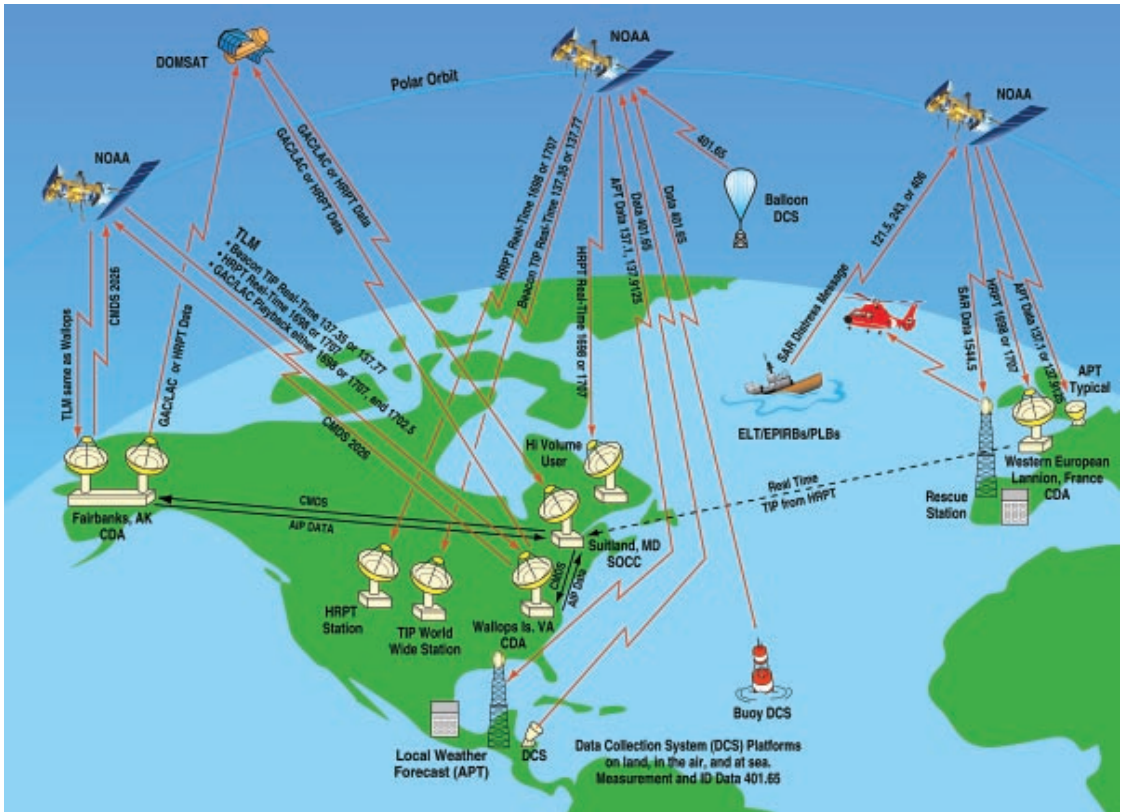 DOMSAT
NOAA
Polar Orbit
NOAA
NOAA
GAC/LAC or HRPT Data
GAC/LAC or HRPT Data
HRPT Real-Time 1698 or 1707
Beacon TIP Real-Time 137.35 or 137.77
HRPT Real-Time 1698 or 1707
APT Data 137.1, 137.9125
Data 401.65
Data 401.65
401.65
Balloon
DCS
121.5, 243, or 406
SAR Distress Message
SAR Data 1544.5
HRPT 1698 or 1707
APT Data 137.1 or 137.9125
APT
Typical
TLM same as Wallops
CMDS 2026
GAC/LAC or HRPT Data
TLM
• Beacon TIP Real-Time 137.35 or 137.77
• HRPT Real-Time 1698 or 1707
• GAC/LAC Playback either 1698 or 1707, and 1702.5
CMDS 2026
ELT/EPIRBs/PLBs
Hi Volume
User
Western European
Lannion, France
CDA
Rescue
Station
Real Time
TIP from HRPT
Fairbanks, AK
CDA
CMDS
AIP DATA
Suitland, MD
SOCC
CMDS
AIP Data
HRPT
Station
TIP World
Wide Station
Wallops Is. VA
CDA
Local Weather
Forecast (APT)
DCS
Buoy DCS
Data Collection System (DCS) Platforms
on land, in the air, and at sea.
Measurement and ID Data 401.65